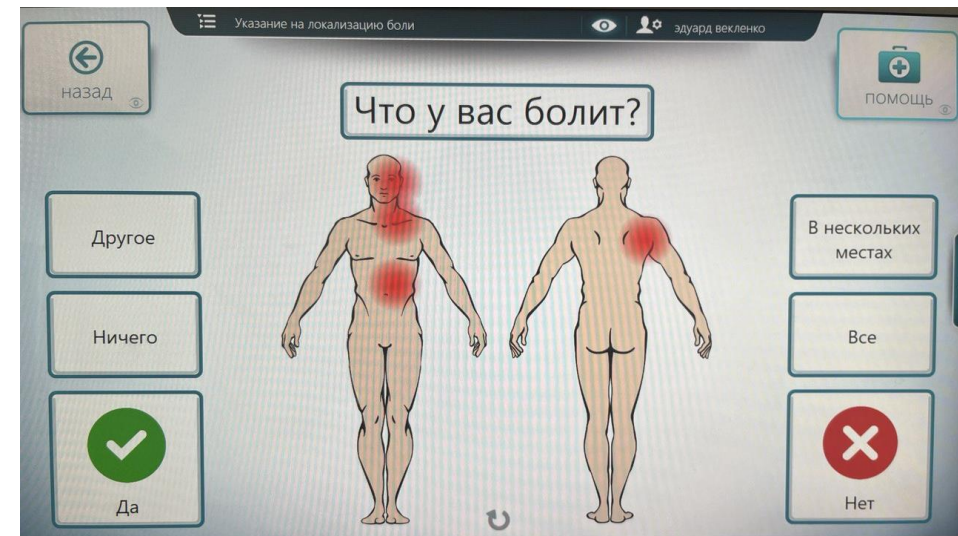 Указание на локализацию боли
эдуард векленко
назад
помощь
Что у вас болит?
Другое
В нескольких
местах
Ничего
Все
Да
Нет